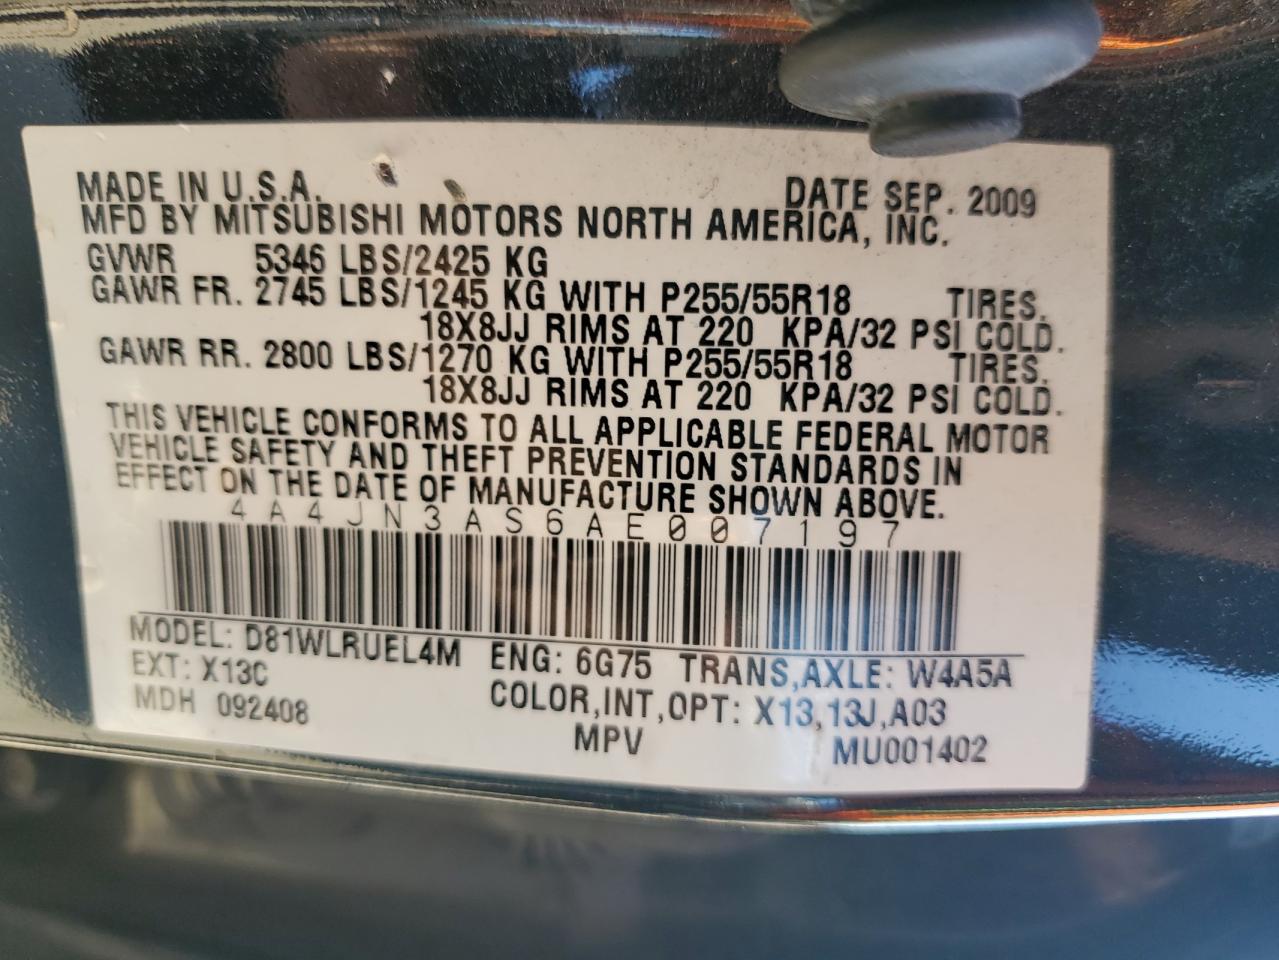 MADE IN U.S.A. DATE SEP. 2009
MFD BY MITSUBISHI MOTORS NORTH AMERICA, INC.
GVWR 5346 LBS/2425 KG
GAWR FR. 2745 LBS/1245 KG WITH P255/55R18 TIRES.
18X8JJ RIMS AT 220 KPA/32 PSI COLD.
GAWR RR. 2800 LBS/1270 KG WITH P255/55R18 TIRES.
18X8JJ RIMS AT 220 KPA/32 PSI COLD.
THIS VEHICLE CONFORMS TO ALL APPLICABLE FEDERAL MOTOR
VEHICLE SAFETY AND THEFT PREVENTION STANDARDS IN
EFFECT ON THE DATE OF MANUFACTURE SHOWN ABOVE.
4A4JN3AS6AE007197
MODEL: D81WLRUEL4M ENG: 6G75 TRANS,AXLE: W4A5A
EXT: X13C COLOR,INT,OPT: X13,13J,A03
MDH 092408 MPV MU001402